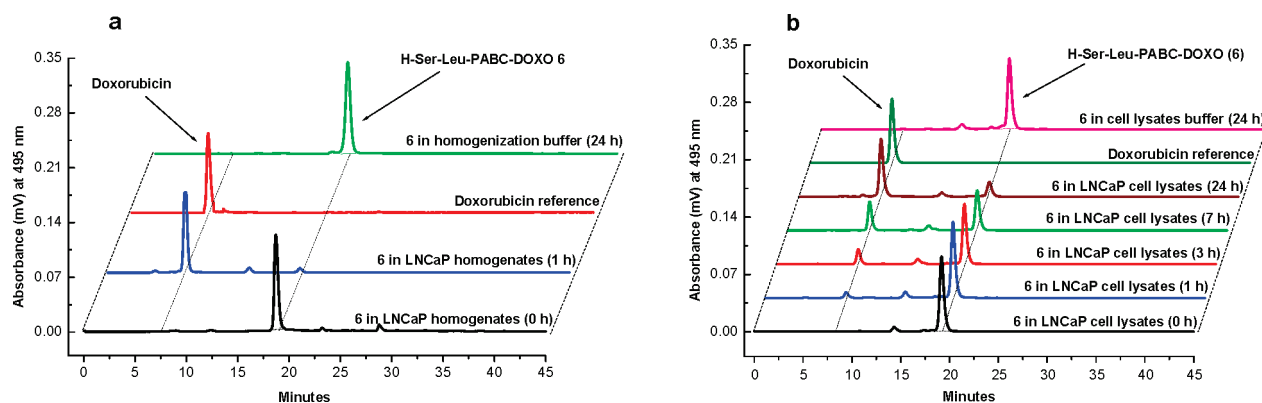 a
Absorbance (mV) at 495 nm
0.35
0.28
0.21
0.14
0.07
0.00
H-Ser-Leu-PABC-DOXO 6
Doxorubicin
6 in homogenization buffer (24 h)
Doxorubicin reference
6 in LNCaP homogenates (1 h)
6 in LNCaP homogenates (0 h)
0 5 10 15 20 25 30 35 40 45
Minutes
b
Absorbance (mV) at 495 nm
0.35
0.28
0.21
0.14
0.07
0.00
H-Ser-Leu-PABC-DOXO (6)
Doxorubicin
6 in cell lysates buffer (24 h)
Doxorubicin reference
6 in LNCaP cell lysates (24 h)
6 in LNCaP cell lysates (7 h)
6 in LNCaP cell lysates (3 h)
6 in LNCaP cell lysates (1 h)
6 in LNCaP cell lysates (0 h)
0 5 10 15 20 25 30 35 40 45
Minutes